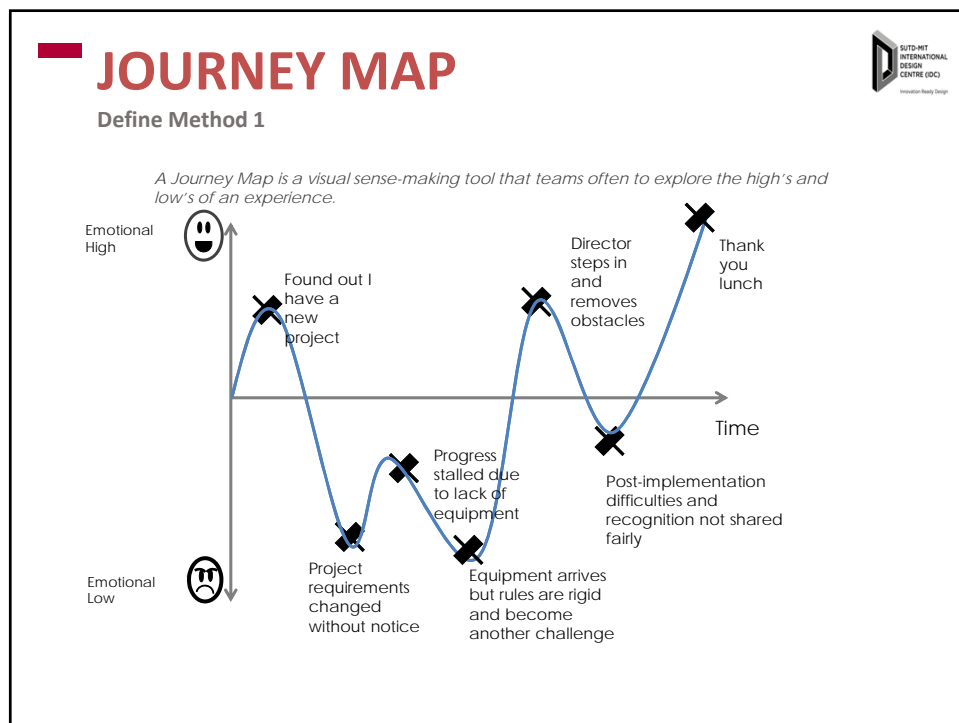 JOURNEY MAP
SUTD-MIT
INTERNATIONAL
DESIGN
CENTRE (IDC)
Innovation Ready Design
Define Method 1
A Journey Map is a visual sense-making tool that teams often to explore the high's and
low's of an experience.
Emotional
High
Found out I
have a
new
project
Director
steps in
and
removes
obstacles
Thank
you
lunch
Time
Progress
stalled due
to lack of
equipment
Post-implementation
difficulties and
recognition not shared
fairly
Project
requirements
changed
without notice
Equipment arrives
but rules are rigid
and become
another challenge
Emotional
Low